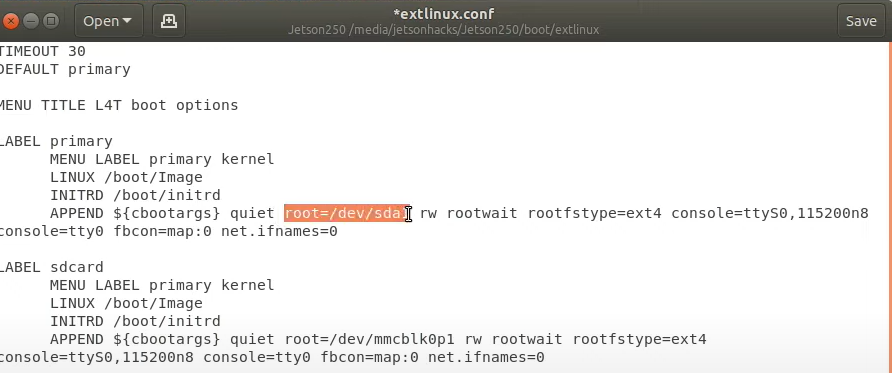 Open
*extlinux.conf
Jetson250 /media/jetsonhacks/Jetson250/boot/extlinux
Save
TIMEOUT 30
DEFAULT primary
MENU TITLE L4T boot options
LABEL primary
MENU LABEL primary kernel
LINUX /boot/Image
INITRD /boot/initrd
APPEND ${cbootargs} quiet root=/dev/sda1 rw rootwait rootfstype=ext4 console=ttyS0,115200n8
console=tty0 fbcon=map:0 net.ifnames=0
LABEL sdcard
MENU LABEL primary kernel
LINUX /boot/Image
INITRD /boot/initrd
APPEND ${cbootargs} quiet root=/dev/mmcblk0p1 rw rootwait rootfstype=ext4
console=ttyS0,115200n8 console=tty0 fbcon=map:0 net.ifnames=0